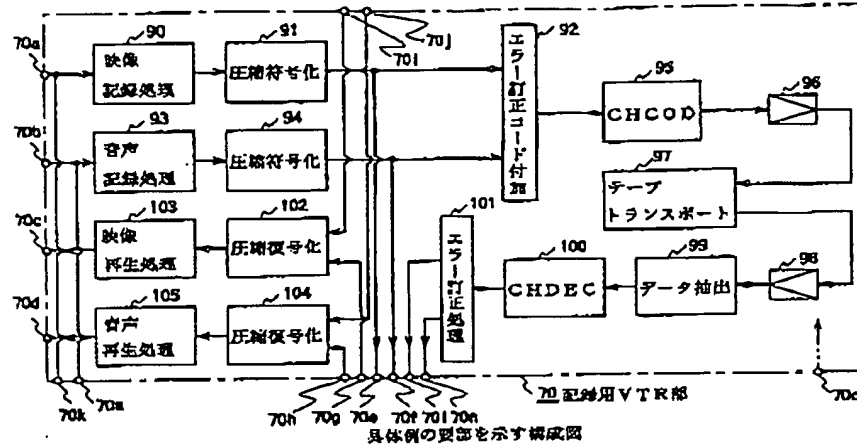 70i
70j
90
91
92
70a
映像
記録処理
圧縮符号化
エラー訂正コード付加
95
CHCOD
96
70b
93
94
音声
記録処理
圧縮符号化
97
テープ
トランスポート
70c
103
102
101
映像
再生処理
圧縮復号化
エラー訂正処理
100
CHDEC
99
データ抽出
98
70d
105
104
音声
再生処理
圧縮復号化
70k
70h
70g
70e
70f
70n
70 記録用VTR部
具体例の要部を示す構成図